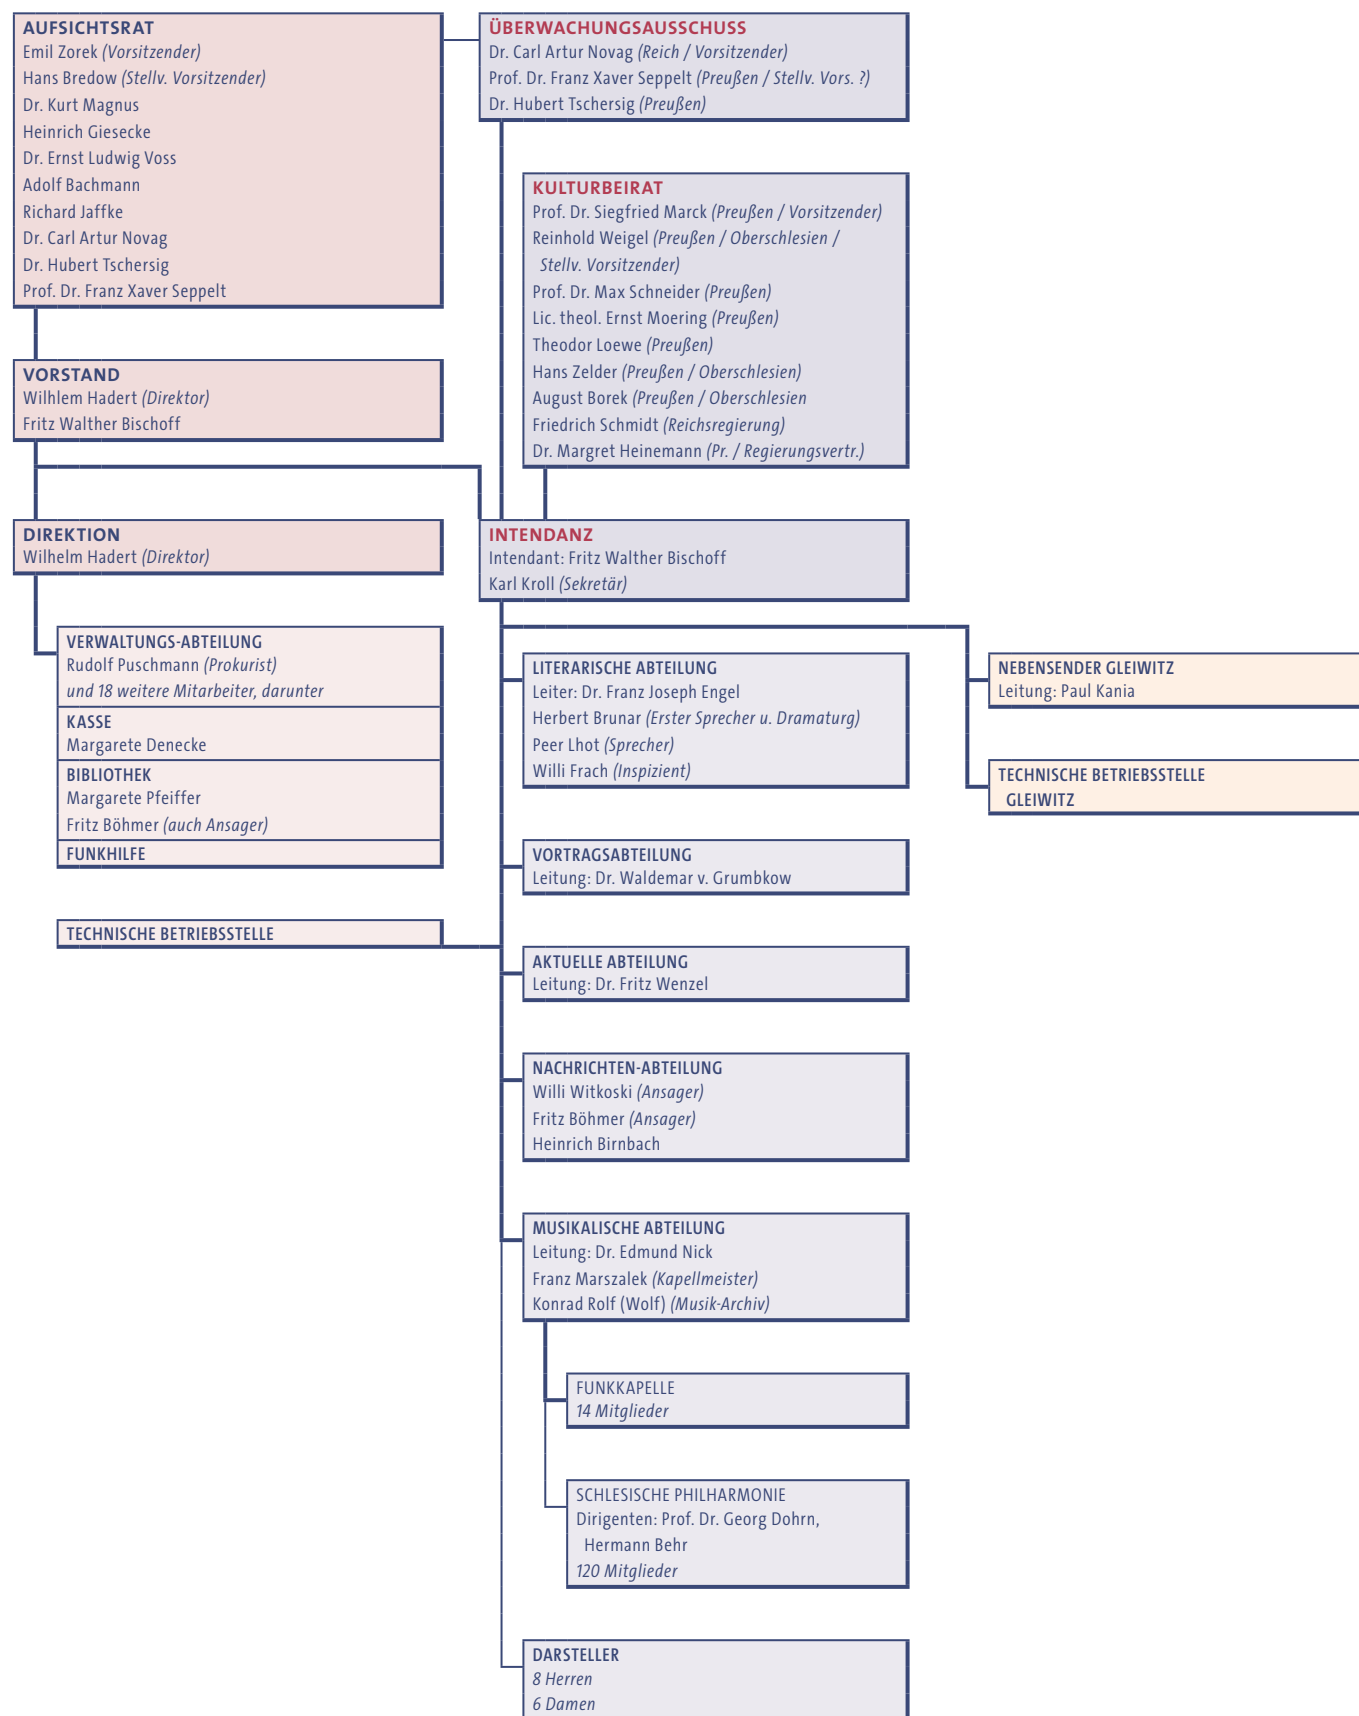 AUFSICHTSRAT
Emil Zorek (Vorsitzender)
Hans Bredow (Stellv. Vorsitzender)
Dr. Kurt Magnus
Heinrich Giesecke
Dr. Ernst Ludwig Voss
Adolf Bachmann
Richard Jaffke
Dr. Carl Artur Novag
Dr. Hubert Tschersig
Prof. Dr. Franz Xaver Seppelt
ÜBERWACHUNGSAUSSCHUSS
Dr. Carl Artur Novag (Reich / Vorsitzender)
Prof. Dr. Franz Xaver Seppelt (Preußen / Stellv. Vors. ?)
Dr. Hubert Tschersig (Preußen)
KULTURBEIRAT
Prof. Dr. Siegfried Marck (Preußen / Vorsitzender)
Reinhold Weigel (Preußen / Oberschlesien /
Stellv. Vorsitzender)
Prof. Dr. Max Schneider (Preußen)
Lic. theol. Ernst Moering (Preußen)
Theodor Loewe (Preußen)
Hans Zelder (Preußen / Oberschlesien)
August Borek (Preußen / Oberschlesien
Friedrich Schmidt (Reichsregierung)
Dr. Margret Heinemann (Pr. / Regierungsvertr.)
VORSTAND
Wilhlem Hadert (Direktor)
Fritz Walther Bischoff
DIREKTION
Wilhelm Hadert (Direktor)
INTENDANZ
Intendant: Fritz Walther Bischoff
Karl Kroll (Sekretär)
VERWALTUNGS-ABTEILUNG
Rudolf Puschmann (Prokurist)
und 18 weitere Mitarbeiter, darunter
KASSE
Margarete Denecke
BIBLIOTHEK
Margarete Pfeiffer
Fritz Böhmer (auch Ansager)
FUNKHILFE
TECHNISCHE BETRIEBSSTELLE
LITERARISCHE ABTEILUNG
Leiter: Dr. Franz Joseph Engel
Herbert Brunar (Erster Sprecher u. Dramaturg)
Peer Lhot (Sprecher)
Willi Frach (Inspizient)
NEBENSENDER GLEIWITZ
Leitung: Paul Kania
TECHNISCHE BETRIEBSSTELLE
GLEIWITZ
VORTRAGSABTEILUNG
Leitung: Dr. Waldemar v. Grumbkow
AKTUELLE ABTEILUNG
Leitung: Dr. Fritz Wenzel
NACHRICHTEN-ABTEILUNG
Willi Witkoski (Ansager)
Fritz Böhmer (Ansager)
Heinrich Birnbach
MUSIKALISCHE ABTEILUNG
Leitung: Dr. Edmund Nick
Franz Marszalek (Kapellmeister)
Konrad Rolf (Wolf) (Musik-Archiv)
FUNKKAPELLE
14 Mitglieder
SCHLESISCHE PHILHARMONIE
Dirigenten: Prof. Dr. Georg Dohrn,
Hermann Behr
120 Mitglieder
DARSTELLER
8 Herren
6 Damen